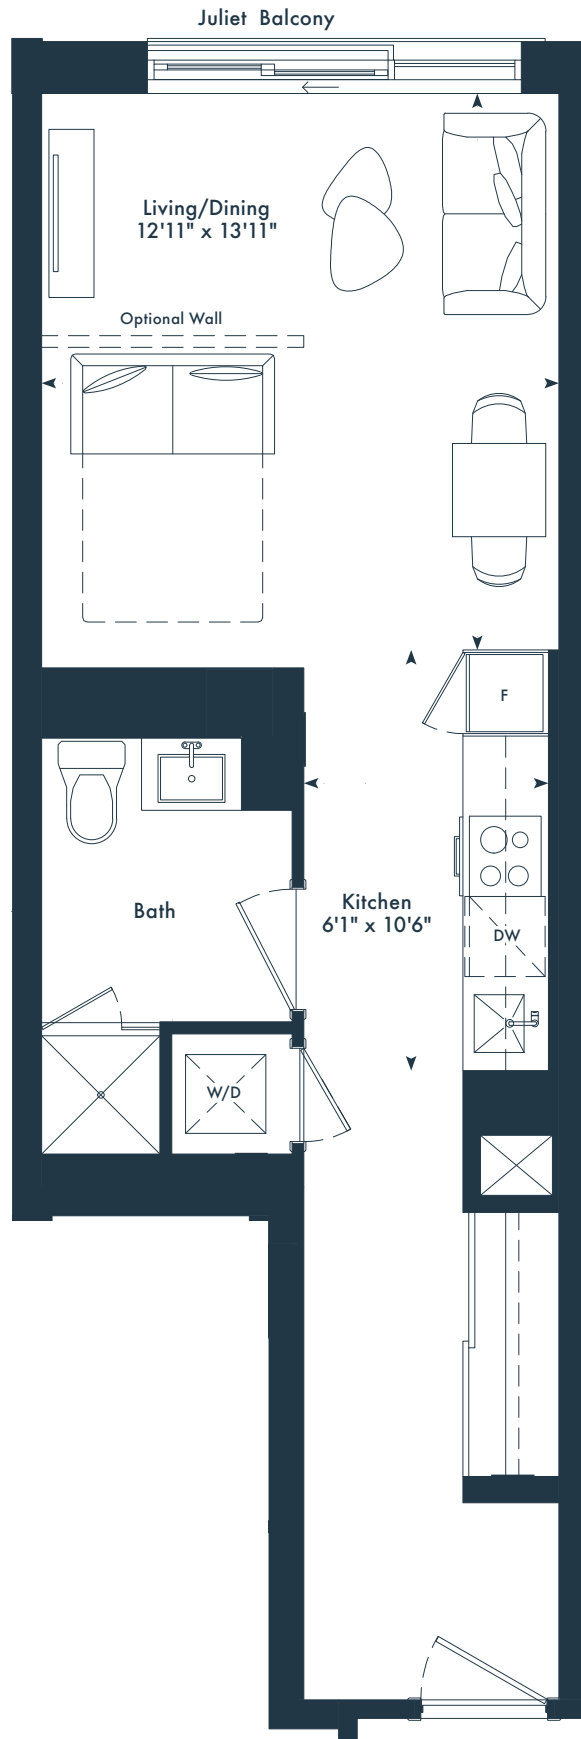 Juliet Balcony
Living/Dining
12'11" x 13'11"
Optional Wall
F
Bath
Kitchen
6'1" x 10'6"
DW
W/D